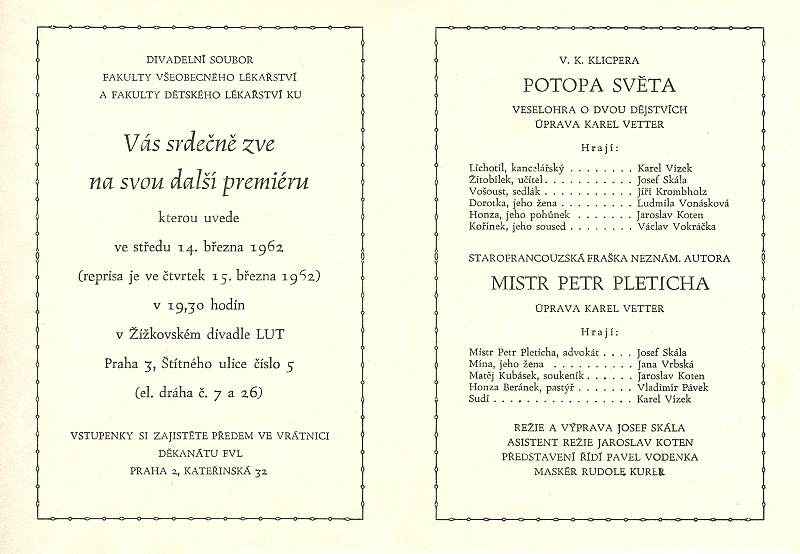 DIVADELNÍ SOUBOR
FAKULTY VŠEOBECNÉHO LÉKAŘSTVÍ
A FAKULTY DĚTSKÉHO LÉKAŘSTVÍ KU
Vás srdečně zve
na svou další premiéru
kterou uvede
ve středu 14. března 1962
(reprisa je ve čtvrtek 15. března 1962)
v 19,30 hodin
v Žižkovském divadle LUT
Praha 3, Štítného ulice číslo 5
(el. dráha č. 7 a 26)
VSTUPENKY SI ZAJISTĚTE PŘEDEM VE VRÁTNICI
DĚKANÁTU FVL
PRAHA 2, KATEŘINSKÁ 32
V. K. KLICPERA
POTOPA SVĚTA
VESELOHRA O DVOU DĚJSTVÍCH
ÚPRAVA KAREL VETTER
Hrají:
Lichotil, kancelářský . . . . . . . . Karel Vízek
Žitobílek, učitel . . . . . . . . . . . Josef Skála
Vošoust, sedlák . . . . . . . . . . . Jiří Krombholz
Dorotka, jeho žena . . . . . . . . . Ludmila Vonásková
Honza, jeho pohůnek . . . . . . . Jaroslav Koten
Kořínek, jeho soused . . . . . . . . Václav Vokráčka
STAROFRANCOUZSKÁ FRAŠKA NEZNÁM. AUTORA
MISTR PETR PLETICHA
ÚPRAVA KAREL VETTER
Hrají:
Mistr Petr Pleticha, advokát . . . . Josef Skála
Mína, jeho žena . . . . . . . . . . Jana Vrbská
Matěj Kubásek, soukeník . . . . . . Jaroslav Koten
Honza Beránek, pastýř . . . . . . . Vladimír Pávek
Sudí . . . . . . . . . . . . . . . . . Karel Vízek
REŽIE A VÝPRAVA JOSEF SKÁLA
ASISTENT REŽIE JAROSLAV KOTEN
PŘEDSTAVENÍ ŘÍDÍ PAVEL VODENKA
MASKÉR RUDOLF KURER